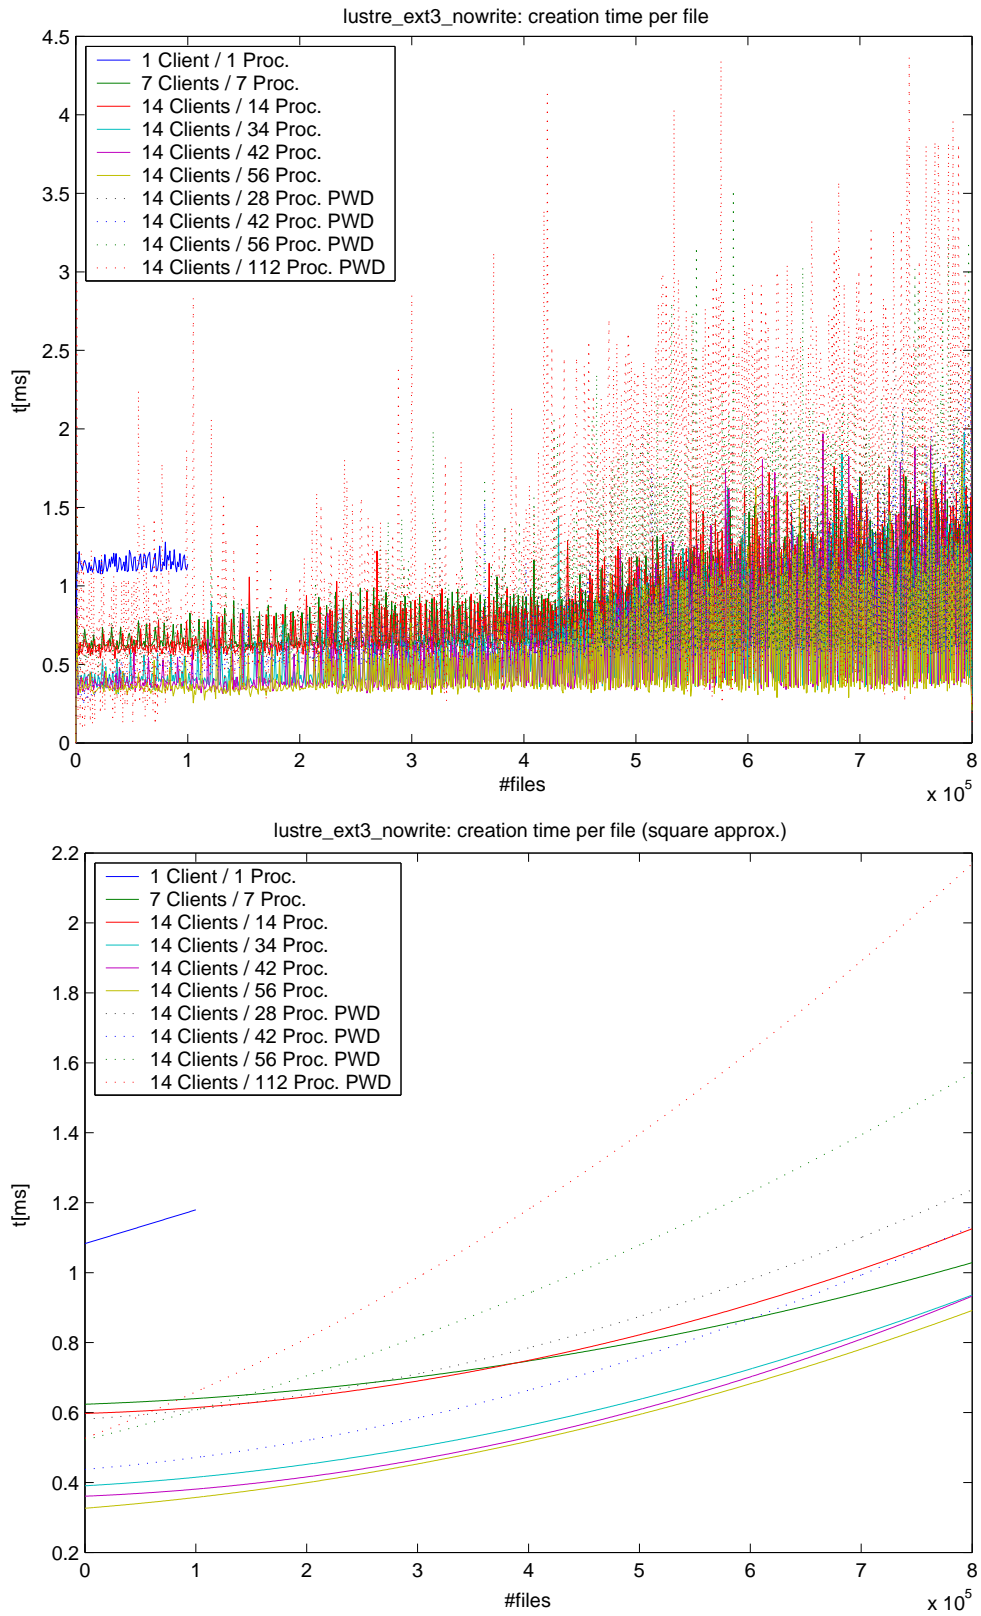 lustre_ext3_nowrite: creation time per file
4.5
1 Client / 1 Proc.
7 Clients / 7 Proc.
14 Clients / 14 Proc.
14 Clients / 34 Proc.
14 Clients / 42 Proc.
14 Clients / 56 Proc.
14 Clients / 28 Proc. PWD
14 Clients / 42 Proc. PWD
14 Clients / 56 Proc. PWD
14 Clients / 112 Proc. PWD
4
3.5
3
2.5
t[ms]
2
1.5
1
0.5
0
0 1 2 3 4 5 6 7 8
#files
x 10^5
lustre_ext3_nowrite: creation time per file (square approx.)
2.2
1 Client / 1 Proc.
7 Clients / 7 Proc.
14 Clients / 14 Proc.
14 Clients / 34 Proc.
14 Clients / 42 Proc.
14 Clients / 56 Proc.
14 Clients / 28 Proc. PWD
14 Clients / 42 Proc. PWD
14 Clients / 56 Proc. PWD
14 Clients / 112 Proc. PWD
2
1.8
1.6
1.4
1.2
t[ms]
1
0.8
0.6
0.4
0.2
0 1 2 3 4 5 6 7 8
#files
x 10^5